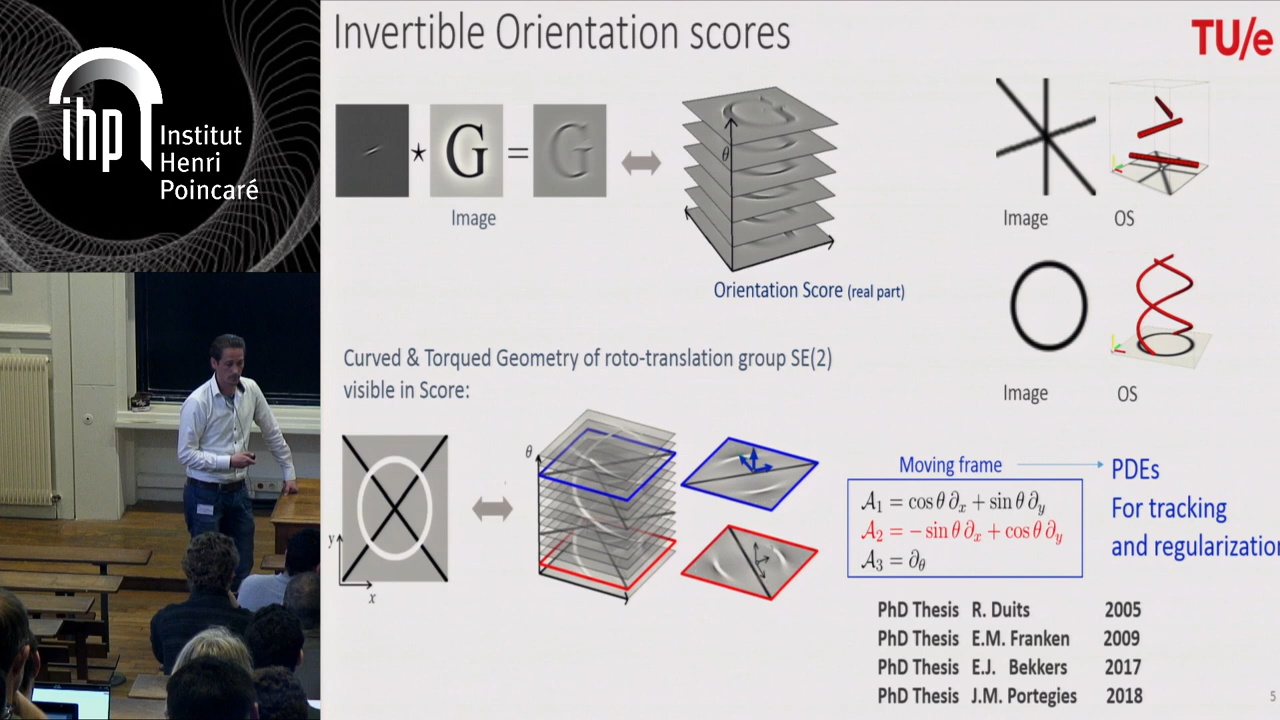 ihp
Institut
Henri
Poincaré
Invertible Orientation scores
TU/e
★
=
θ
Image
Orientation Score (real part)
Image
OS
Image
OS
Curved & Torqued Geometry of roto-translation group SE(2)
visible in Score:
θ
y
x
Moving frame
PDEs
For tracking
and regularization
𝒜₁ = cos θ ∂ₓ + sin θ ∂ᵧ
𝒜₂ = − sin θ ∂ₓ + cos θ ∂ᵧ
𝒜₃ = ∂_θ
PhD Thesis R. Duits 2005
PhD Thesis E.M. Franken 2009
PhD Thesis E.J. Bekkers 2017
PhD Thesis J.M. Portegies 2018
5